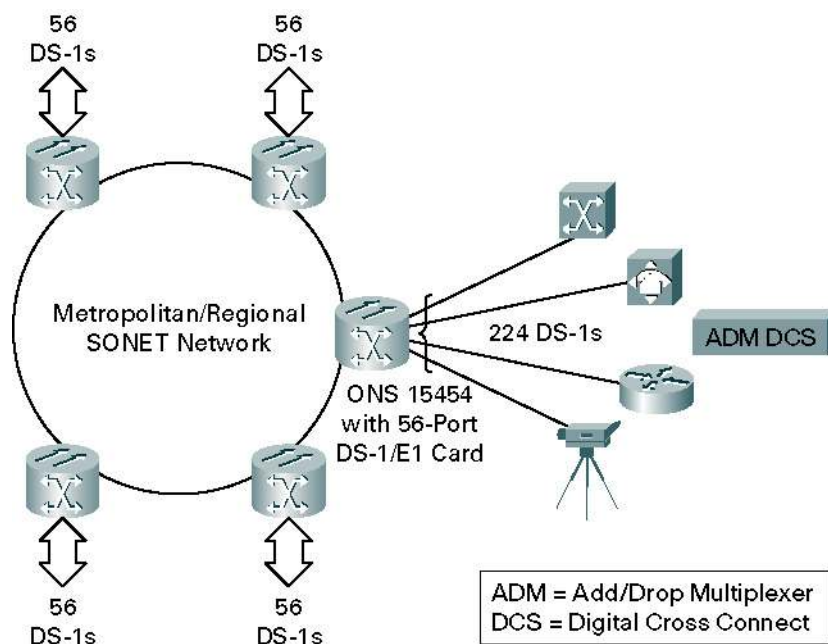 56
DS-1s
56
DS-1s
Metropolitan/Regional
SONET Network
224 DS-1s
ADM DCS
ONS 15454
with 56-Port
DS-1/E1 Card
56
DS-1s
56
DS-1s
ADM = Add/Drop Multiplexer
DCS = Digital Cross Connect